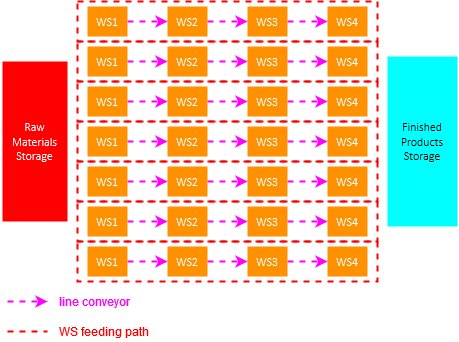 WS1 WS2 WS3 WS4
WS1 WS2 WS3 WS4
WS1 WS2 WS3 WS4
WS1 WS2 WS3 WS4
WS1 WS2 WS3 WS4
WS1 WS2 WS3 WS4
WS1 WS2 WS3 WS4
Raw
Materials
Storage
Finished
Products
Storage
line conveyor
WS feeding path